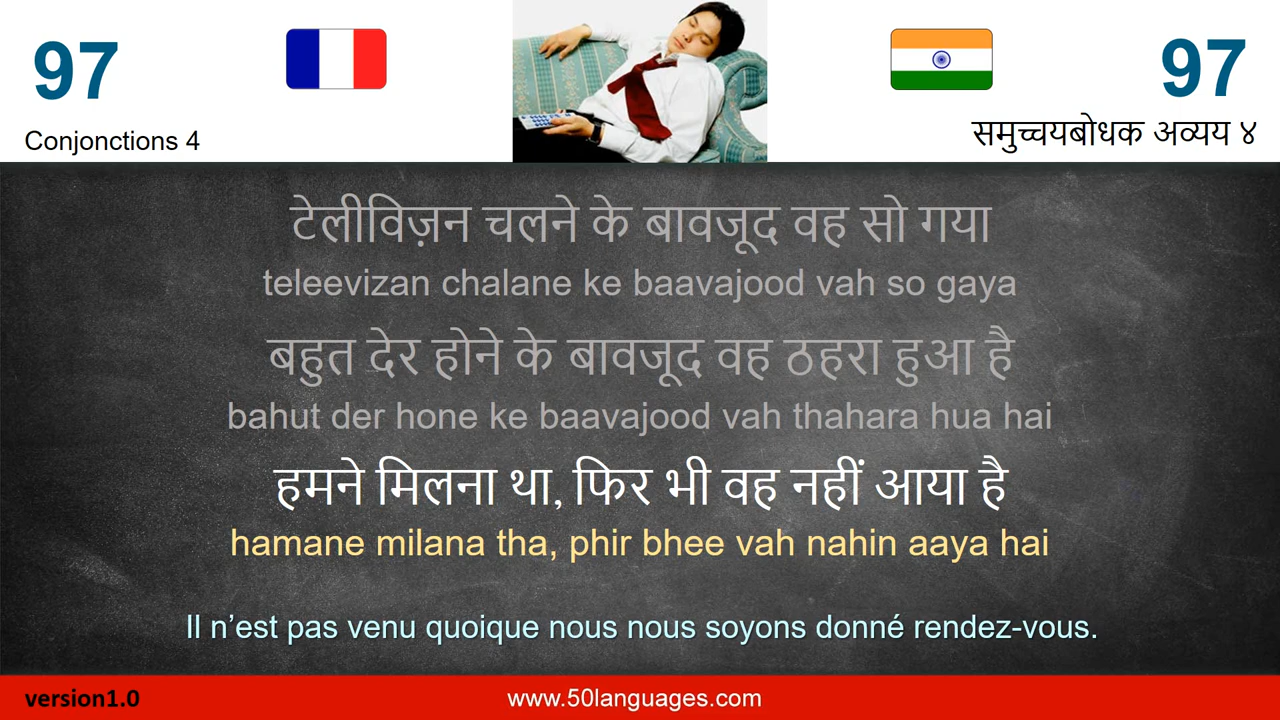 97
97
Conjonctions 4
समुच्चयबोधक अव्यय ४
टेलीविज़न चलने के बावजूद वह सो गया
teleevizan chalane ke baavajood vah so gaya
बहुत देर होने के बावजूद वह ठहरा हुआ है
bahut der hone ke baavajood vah thahara hua hai
हमने मिलना था, फिर भी वह नहीं आया है
hamane milana tha, phir bhee vah nahin aaya hai
Il n’est pas venu quoique nous nous soyons donné rendez-vous.
version1.0
www.50languages.com